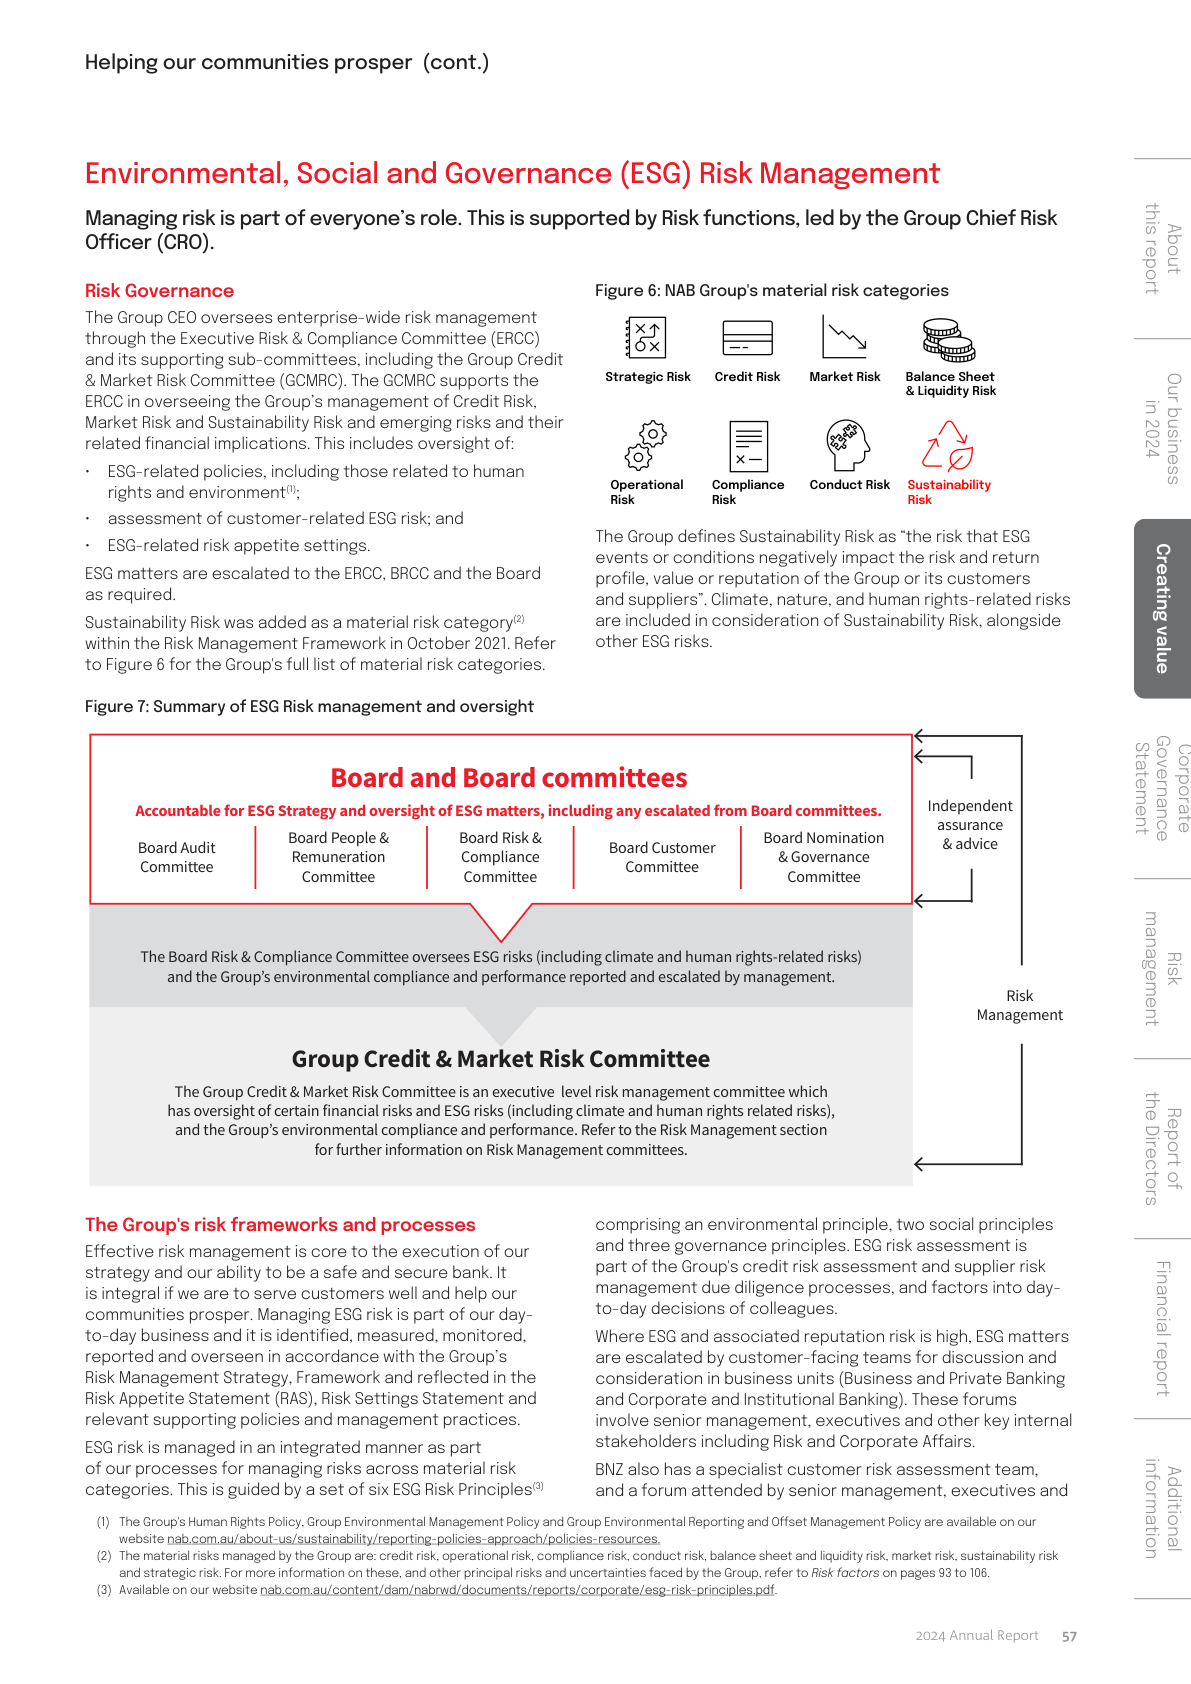 Helping our communities prosper (cont.)
Environmental, Social and Governance (ESG) Risk Management
Managing risk is part of everyone's role. This is supported by Risk functions, led by the Group Chief Risk
Officer (CRO).
Risk Governance
The Group CEO oversees enterprise-wide risk management
through the Executive Risk & Compliance Committee (ERCC)
and its supporting sub-committees, including the Group Credit
& Market Risk Committee (GCMRC). The GCMRC supports the
ERCC in overseeing the Group's management of Credit Risk,
Market Risk and Sustainability Risk and emerging risks and their
related financial implications. This includes oversight of:
• ESG-related policies, including those related to human
rights and environment(1);
• assessment of customer-related ESG risk; and
• ESG-related risk appetite settings.
ESG matters are escalated to the ERCC, BRCC and the Board
as required.
Sustainability Risk was added as a material risk category(2)
within the Risk Management Framework in October 2021. Refer
to Figure 6 for the Group's full list of material risk categories.
Figure 6: NAB Group's material risk categories
Strategic Risk
Credit Risk
Market Risk
Balance Sheet
& Liquidity Risk
Operational
Risk
Compliance
Risk
Conduct Risk
Sustainability
Risk
The Group defines Sustainability Risk as “the risk that ESG
events or conditions negatively impact the risk and return
profile, value or reputation of the Group or its customers
and suppliers”. Climate, nature, and human rights-related risks
are included in consideration of Sustainability Risk, alongside
other ESG risks.
Figure 7: Summary of ESG Risk management and oversight
Board and Board committees
Accountable for ESG Strategy and oversight of ESG matters, including any escalated from Board committees.
Board Audit
Committee
Board People &
Remuneration
Committee
Board Risk &
Compliance
Committee
Board Customer
Committee
Board Nomination
& Governance
Committee
The Board Risk & Compliance Committee oversees ESG risks (including climate and human rights-related risks)
and the Group's environmental compliance and performance reported and escalated by management.
Group Credit & Market Risk Committee
The Group Credit & Market Risk Committee is an executive level risk management committee which
has oversight of certain financial risks and ESG risks (including climate and human rights related risks),
and the Group's environmental compliance and performance. Refer to the Risk Management section
for further information on Risk Management committees.
Independent
assurance
& advice
Risk
Management
The Group's risk frameworks and processes
Effective risk management is core to the execution of our
strategy and our ability to be a safe and secure bank. It
is integral if we are to serve customers well and help our
communities prosper. Managing ESG risk is part of our day-
to-day business and it is identified, measured, monitored,
reported and overseen in accordance with the Group's
Risk Management Strategy, Framework and reflected in the
Risk Appetite Statement (RAS), Risk Settings Statement and
relevant supporting policies and management practices.
ESG risk is managed in an integrated manner as part
of our processes for managing risks across material risk
categories. This is guided by a set of six ESG Risk Principles(3)
comprising an environmental principle, two social principles
and three governance principles. ESG risk assessment is
part of the Group's credit risk assessment and supplier risk
management due diligence processes, and factors into day-
to-day decisions of colleagues.
Where ESG and associated reputation risk is high, ESG matters
are escalated by customer-facing teams for discussion and
consideration in business units (Business and Private Banking
and Corporate and Institutional Banking). These forums
involve senior management, executives and other key internal
stakeholders including Risk and Corporate Affairs.
BNZ also has a specialist customer risk assessment team,
and a forum attended by senior management, executives and
(1) The Group's Human Rights Policy, Group Environmental Management Policy and Group Environmental Reporting and Offset Management Policy are available on our
website nab.com.au/about-us/sustainability/reporting-policies-approach/policies-resources.
(2) The material risks managed by the Group are: credit risk, operational risk, compliance risk, conduct risk, balance sheet and liquidity risk, market risk, sustainability risk
and strategic risk. For more information on these, and other principal risks and uncertainties faced by the Group, refer to Risk factors on pages 93 to 106.
(3) Available on our website nab.com.au/content/dam/nabrwd/documents/reports/corporate/esg-risk-principles.pdf.
About
this report
Our business
in 2024
Creating value
Corporate
Governance
Statement
Risk
management
Report of
the Directors
Financial report
Additional
information
2024 Annual Report 57